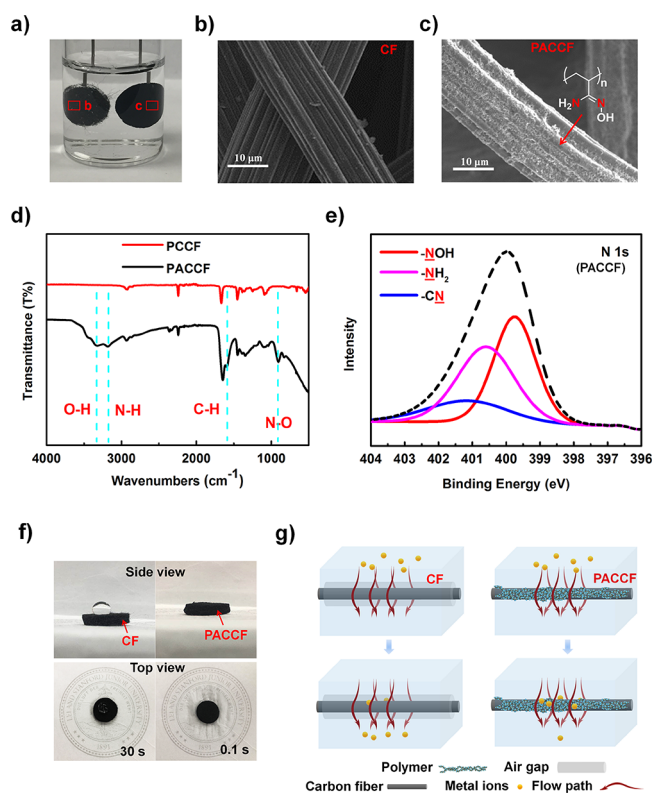 a)
b
c
b)
CF
10 μm
c)
PACCF
n
H₂N
N
OH
10 μm
d)
PCCF
PACCF
Transmittance (T%)
O-H
N-H
C-H
N-O
4000 3000 2000 1000
Wavenumbers (cm⁻¹)
e)
-NOH
-NH₂
-CN
N 1s
(PACCF)
Intensity
404 403 402 401 400 399 398 397 396
Binding Energy (eV)
f)
Side view
CF
PACCF
Top view
30 s
0.1 s
g)
CF
PACCF
Polymer
Air gap
Carbon fiber
Metal ions
Flow path